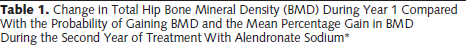 Table 1. Change in Total Hip Bone Mineral Density (BMD) During Year 1 Compared
With the Probability of Gaining BMD and the Mean Percentage Gain in BMD
During the Second Year of Treatment With Alendronate Sodium*